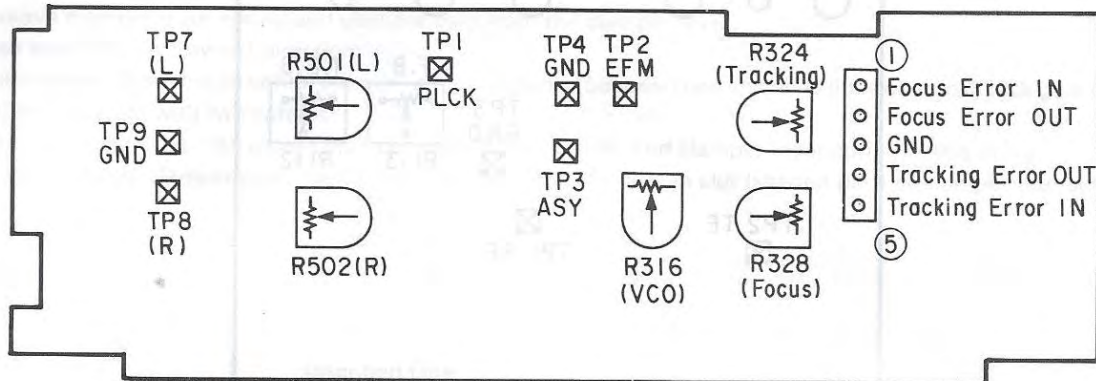 TP7
(L)
TP9
GND
TP8
(R)
R501(L)
R502(R)
TP1
PLCK
TP4
GND
TP2
EFM
TP3
ASY
R316
(VCO)
R324
(Tracking)
R328
(Focus)
①
Focus Error IN
Focus Error OUT
GND
Tracking Error OUT
Tracking Error IN
⑤